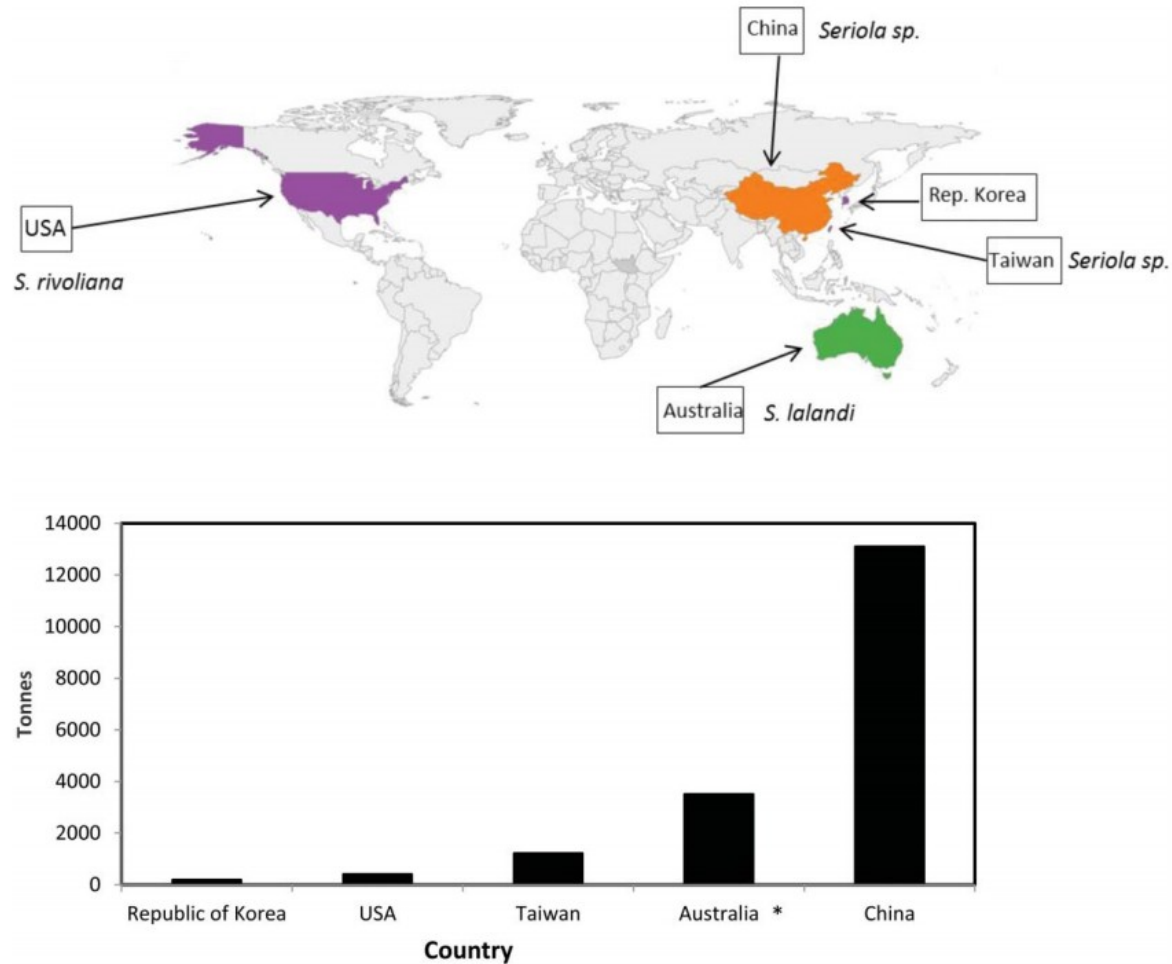 China Seriola sp.
USA
Rep. Korea
Taiwan Seriola sp.
S. rivoliana
Australia S. lalandi
14000
12000
10000
8000
6000
4000
2000
0
Tonnes
Republic of Korea USA Taiwan Australia * China
Country